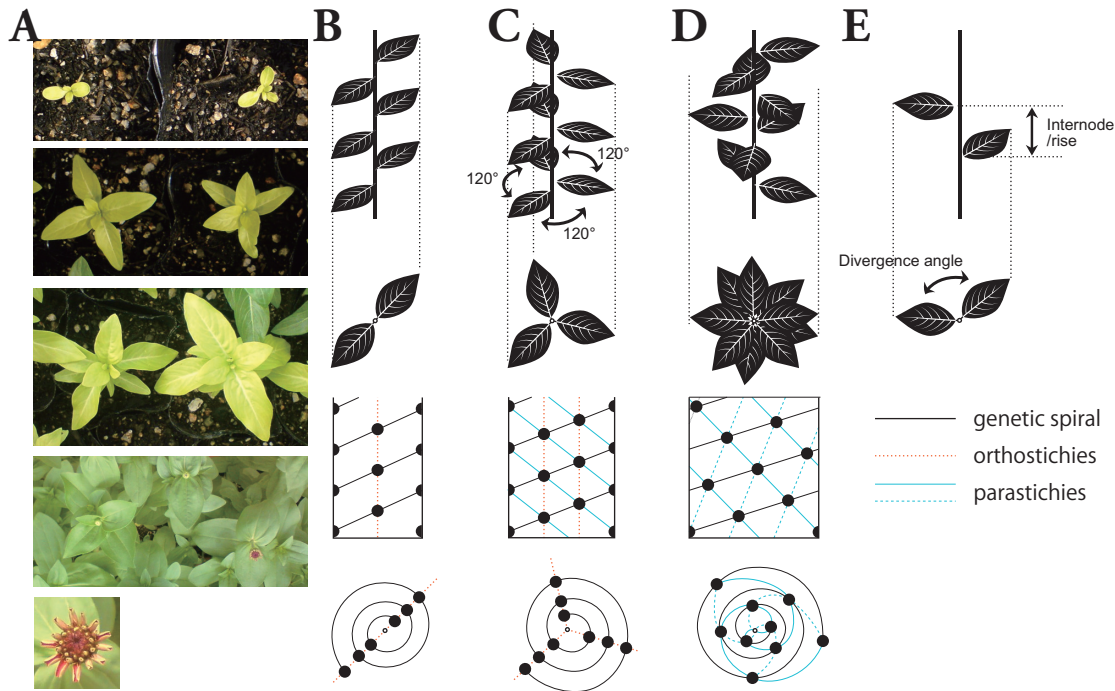 A
B
C
D
E
120°
120°
120°
Internode
/rise
Divergence angle
genetic spiral
orthostichies
parastichies